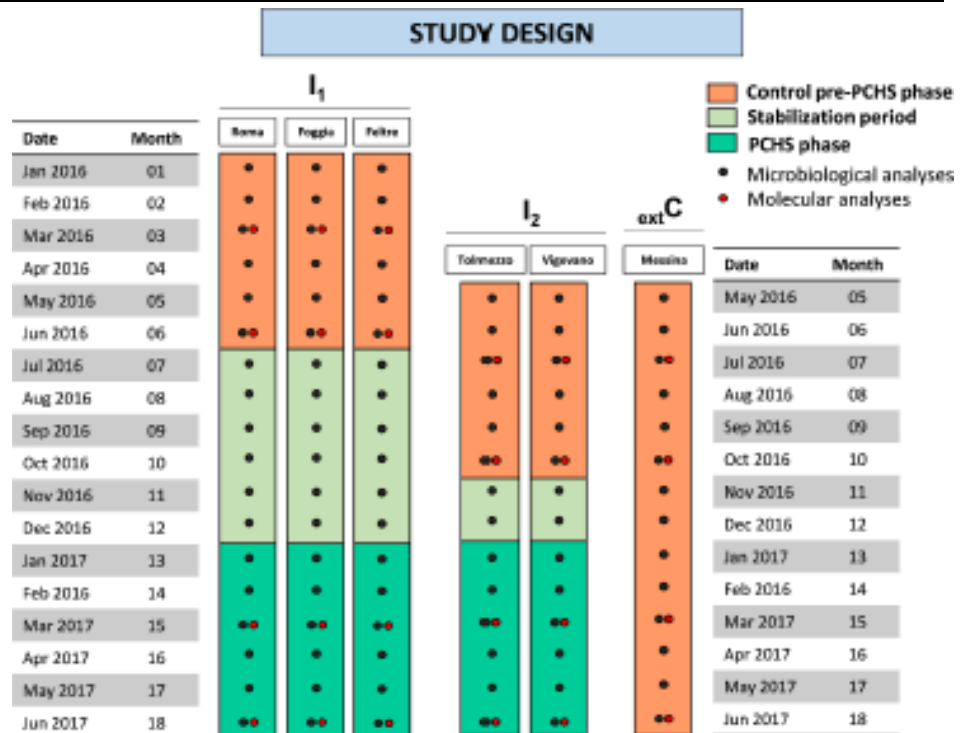 STUDY DESIGN
I1
Control pre-PCHS phase
Stabilization period
PCHS phase
Microbiological analyses
Molecular analyses
Date Month Roma Foggia Feltre
Jan 2016 01
Feb 2016 02
Mar 2016 03
Apr 2016 04
May 2016 05
Jun 2016 06
Jul 2016 07
Aug 2016 08
Sep 2016 09
Oct 2016 10
Nov 2016 11
Dec 2016 12
Jan 2017 13
Feb 2016 14
Mar 2017 15
Apr 2017 16
May 2017 17
Jun 2017 18
I2
extC
Tolmezzo Vigevano Messina Date Month
May 2016 05
Jun 2016 06
Jul 2016 07
Aug 2016 08
Sep 2016 09
Oct 2016 10
Nov 2016 11
Dec 2016 12
Jan 2017 13
Feb 2016 14
Mar 2017 15
Apr 2017 16
May 2017 17
Jun 2017 18